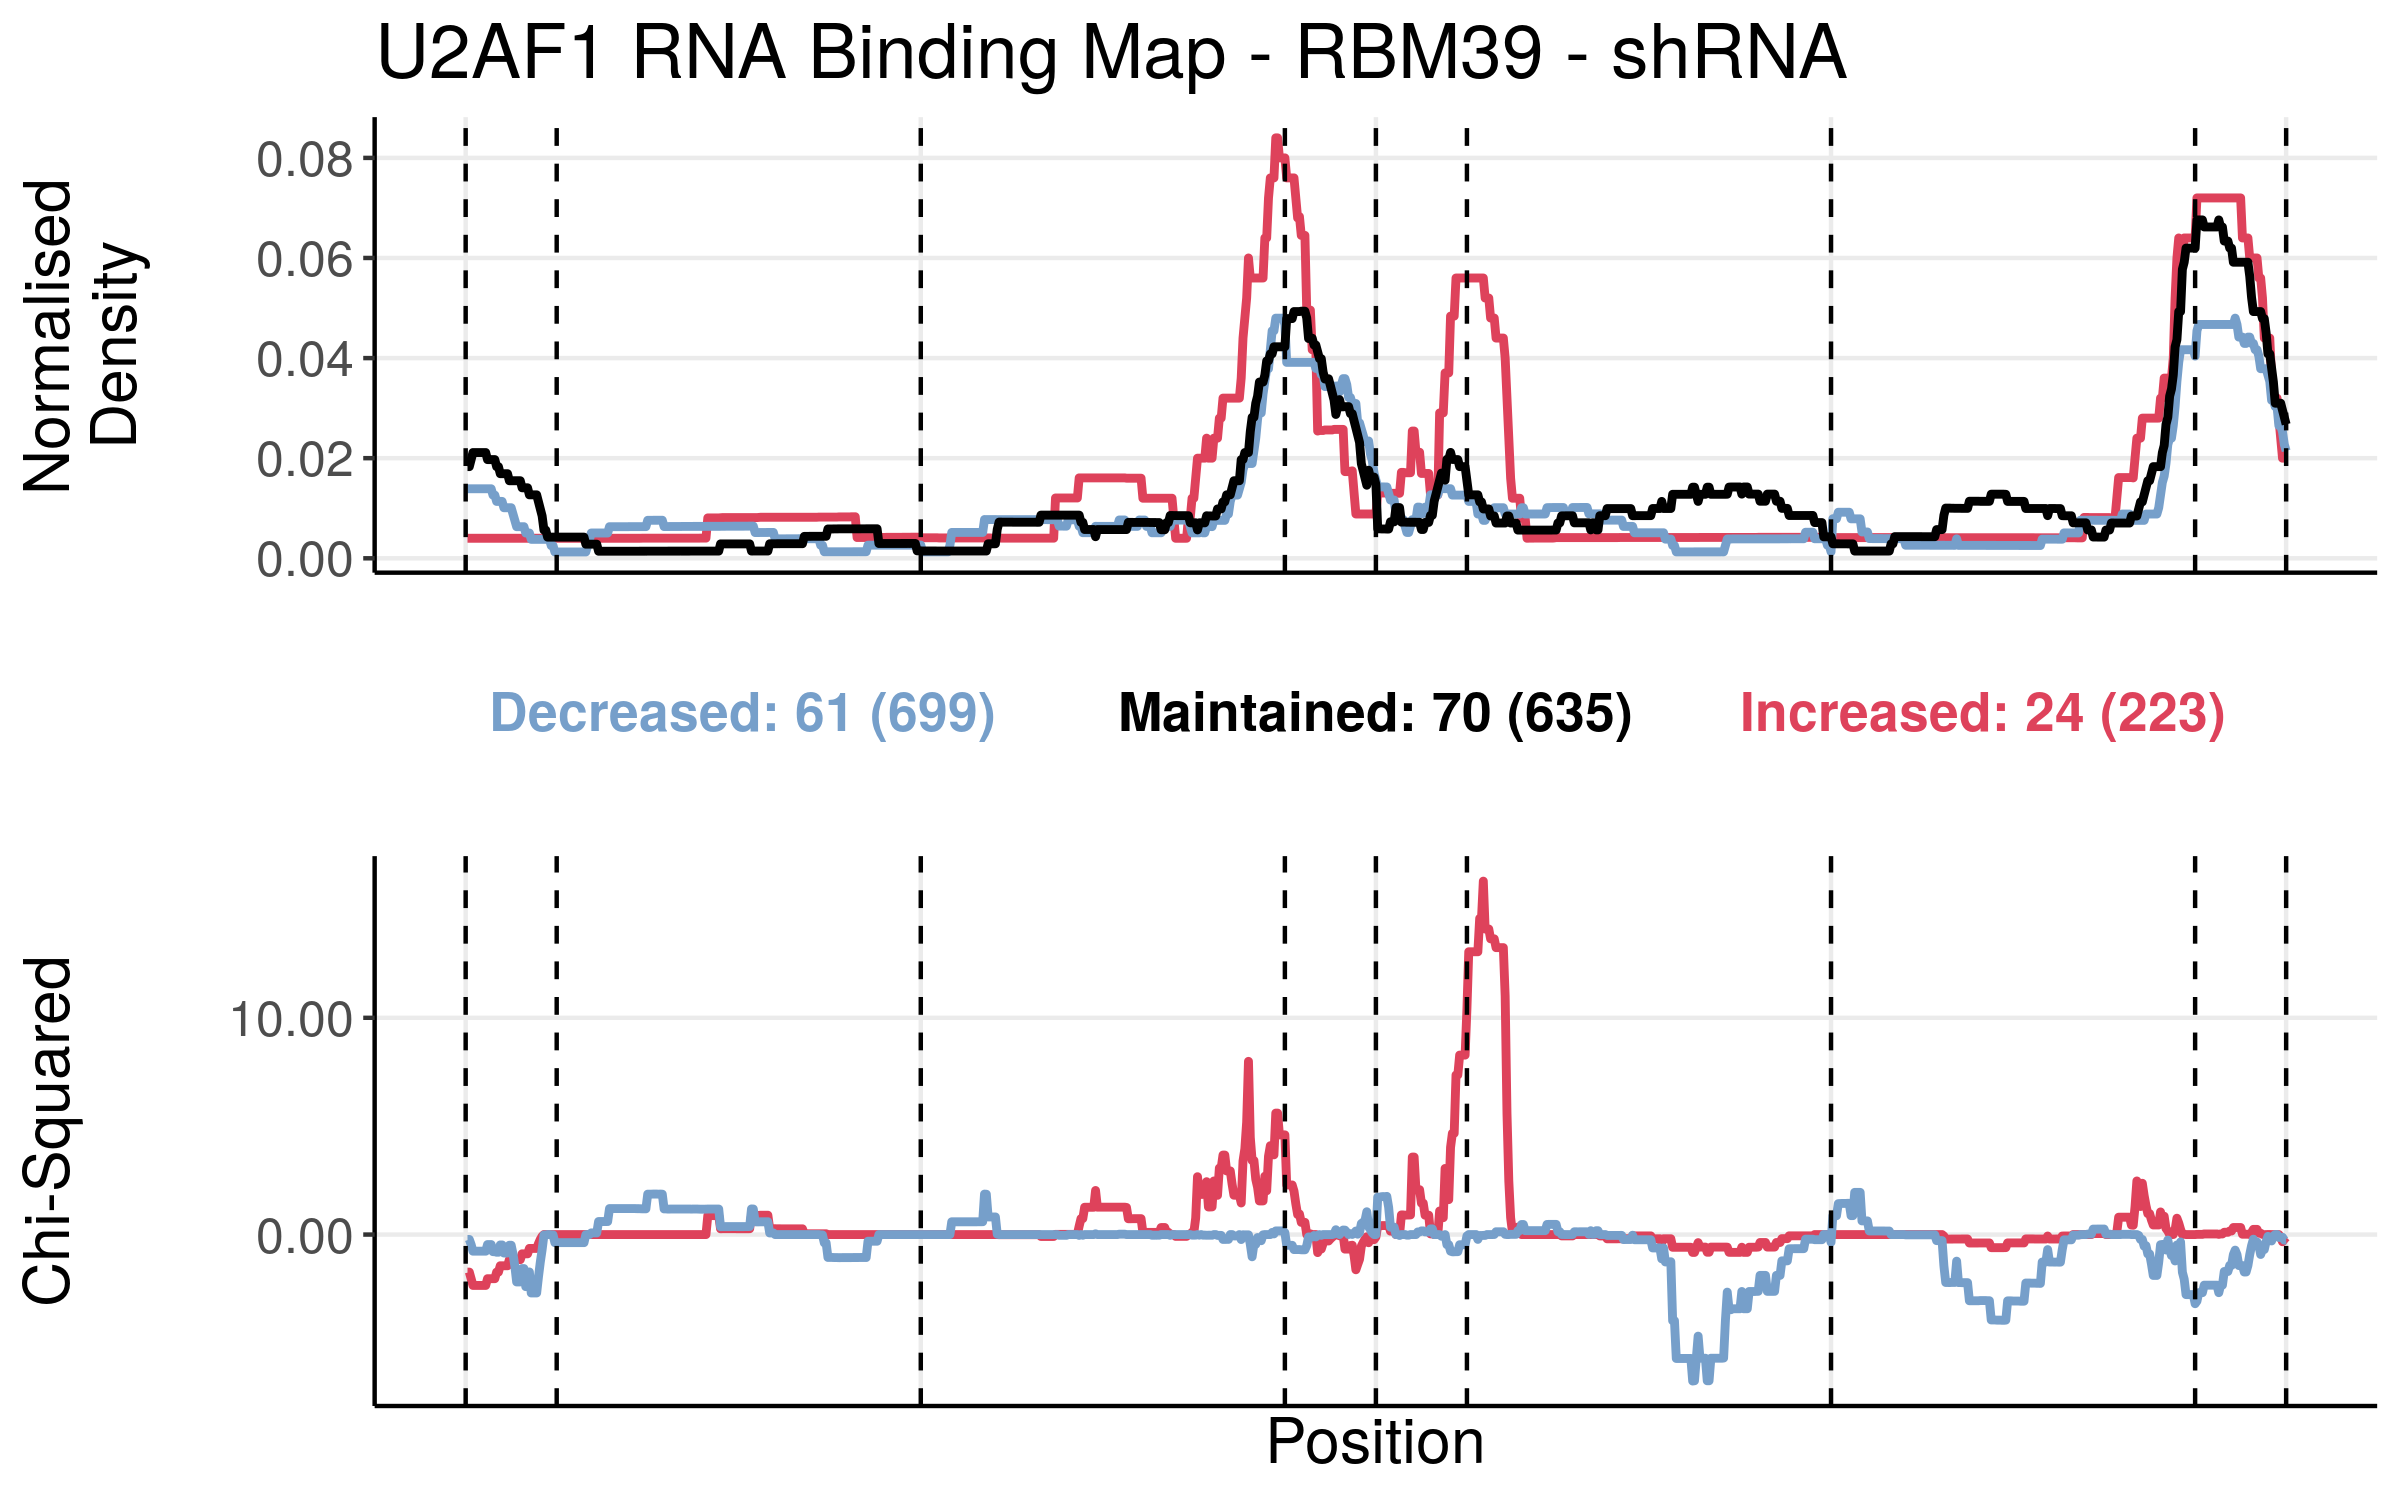 U2AF1 RNA Binding Map - RBM39 - shRNA
Normalised
Density
0.08
0.06
0.04
0.02
0.00
Decreased: 61 (699)
Maintained: 70 (635)
Increased: 24 (223)
Chi-Squared
10.00
0.00
Position